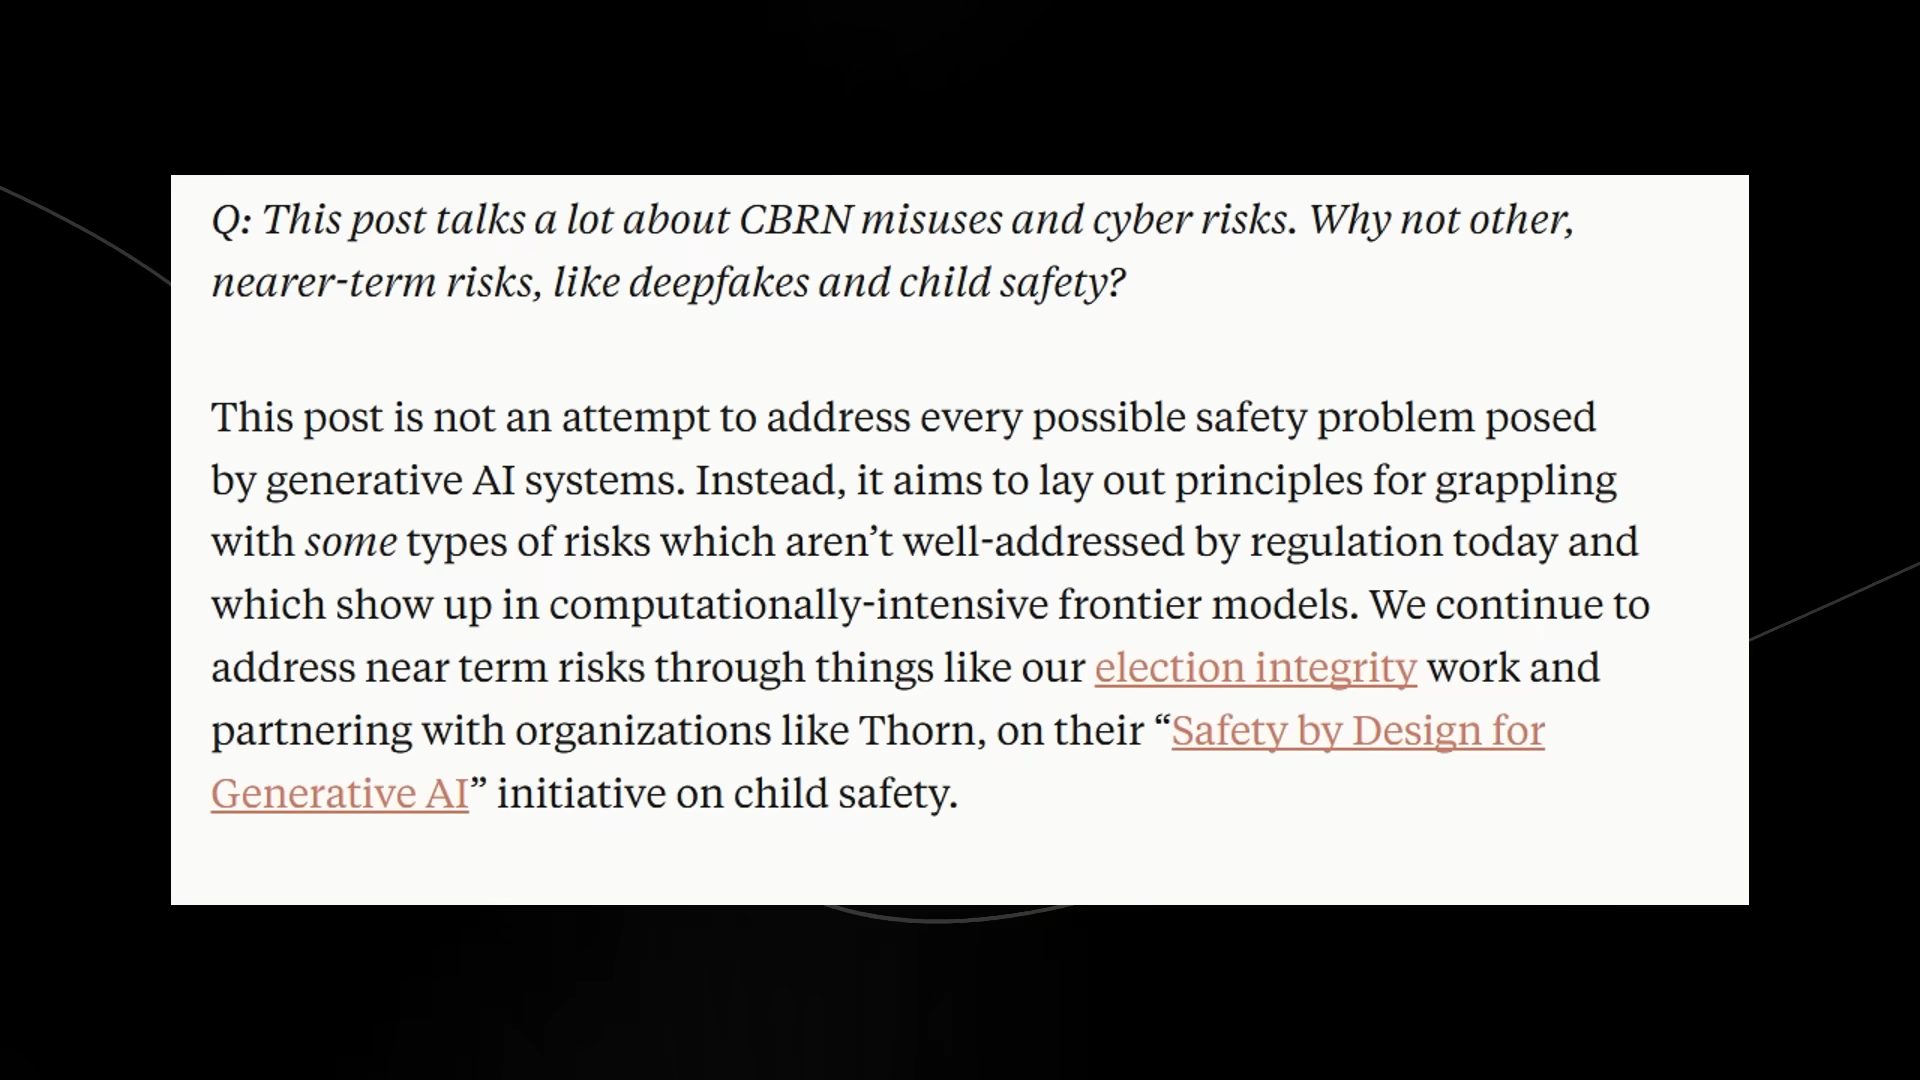 Q: This post talks a lot about CBRN misuses and cyber risks. Why not other,
nearer-term risks, like deepfakes and child safety?
This post is not an attempt to address every possible safety problem posed
by generative AI systems. Instead, it aims to lay out principles for grappling
with some types of risks which aren’t well-addressed by regulation today and
which show up in computationally-intensive frontier models. We continue to
address near term risks through things like our election integrity work and
partnering with organizations like Thorn, on their “Safety by Design for
Generative AI” initiative on child safety.